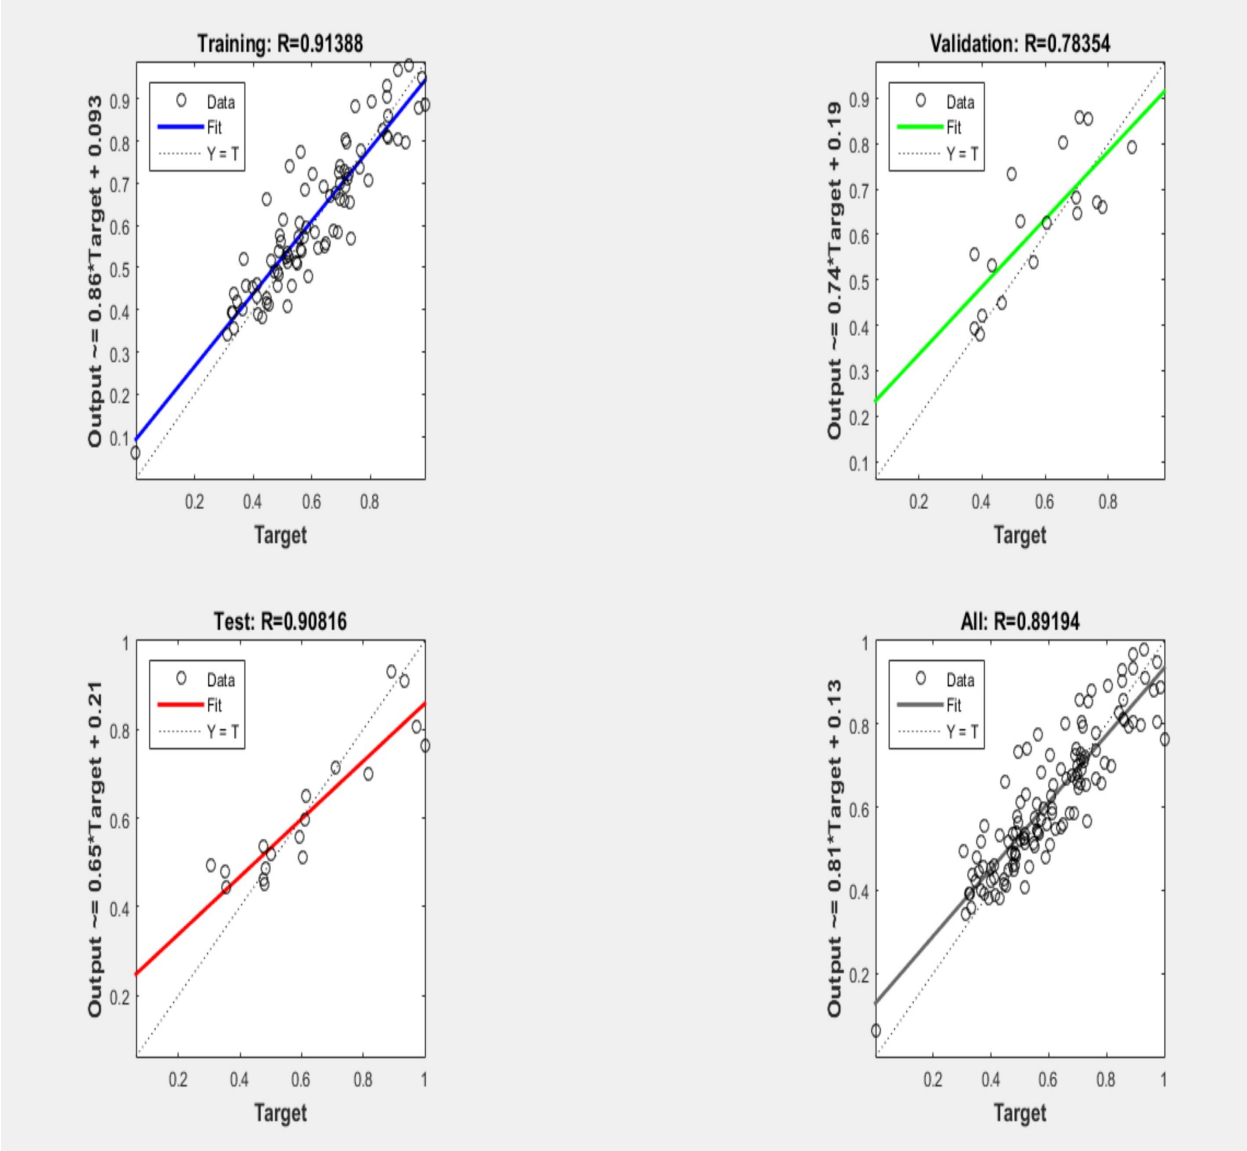 Training: R=0.91388
Output ~= 0.86*Target + 0.093
0.9
0.8
0.7
0.6
0.5
0.4
0.3
0.2
0.1
Data
Fit
Y = T
0.2 0.4 0.6 0.8
Target
Validation: R=0.78354
Output ~= 0.74*Target + 0.19
0.9
0.8
0.7
0.6
0.5
0.4
0.3
0.2
0.1
Data
Fit
Y = T
0.2 0.4 0.6 0.8
Target
Test: R=0.90816
Output ~= 0.65*Target + 0.21
1
0.8
0.6
0.4
0.2
Data
Fit
Y = T
0.2 0.4 0.6 0.8 1
Target
All: R=0.89194
Output ~= 0.81*Target + 0.13
1
0.8
0.6
0.4
0.2
Data
Fit
Y = T
0.2 0.4 0.6 0.8 1
Target